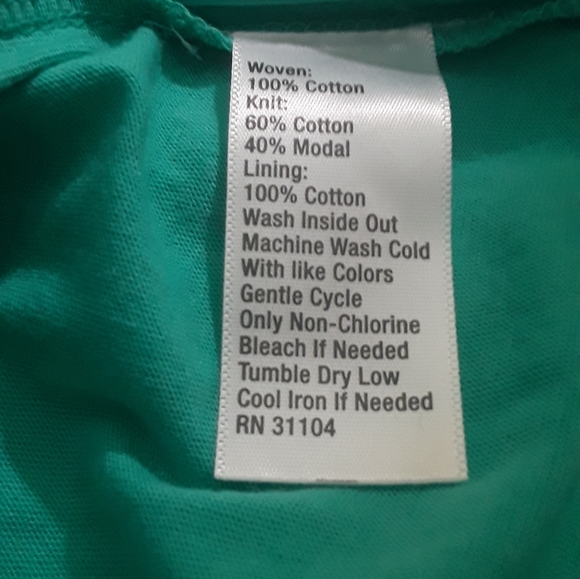 Woven:
100% Cotton
Knit:
60% Cotton
40% Modal
Lining:
100% Cotton
Wash Inside Out
Machine Wash Cold
With like Colors
Gentle Cycle
Only Non-Chlorine
Bleach If Needed
Tumble Dry Low
Cool Iron If Needed
RN 31104